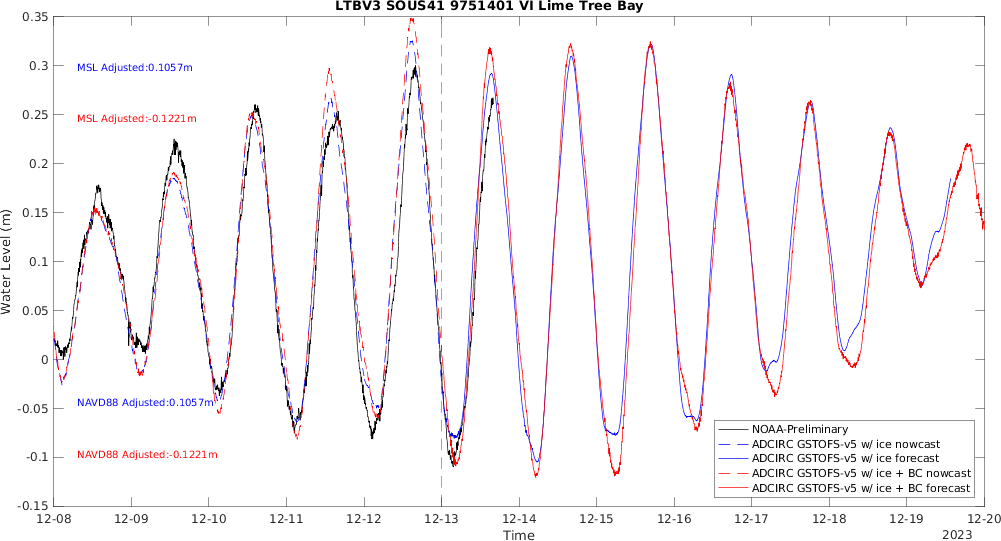 LTBV3 SOUS41 9751401 VI Lime Tree Bay
0.35
0.3
0.25
0.2
0.15
0.1
0.05
0
-0.05
-0.1
-0.15
Water Level (m)
MSL Adjusted:0.1057m
MSL Adjusted:-0.1221m
NAVD88 Adjusted:0.1057m
NAVD88 Adjusted:-0.1221m
NOAA-Preliminary
ADCIRC GSTOFS-v5 w/ ice nowcast
ADCIRC GSTOFS-v5 w/ ice forecast
ADCIRC GSTOFS-v5 w/ ice + BC nowcast
ADCIRC GSTOFS-v5 w/ ice + BC forecast
12-08 12-09 12-10 12-11 12-12 12-13 12-14 12-15 12-16 12-17 12-18 12-19 12-20
Time
2023